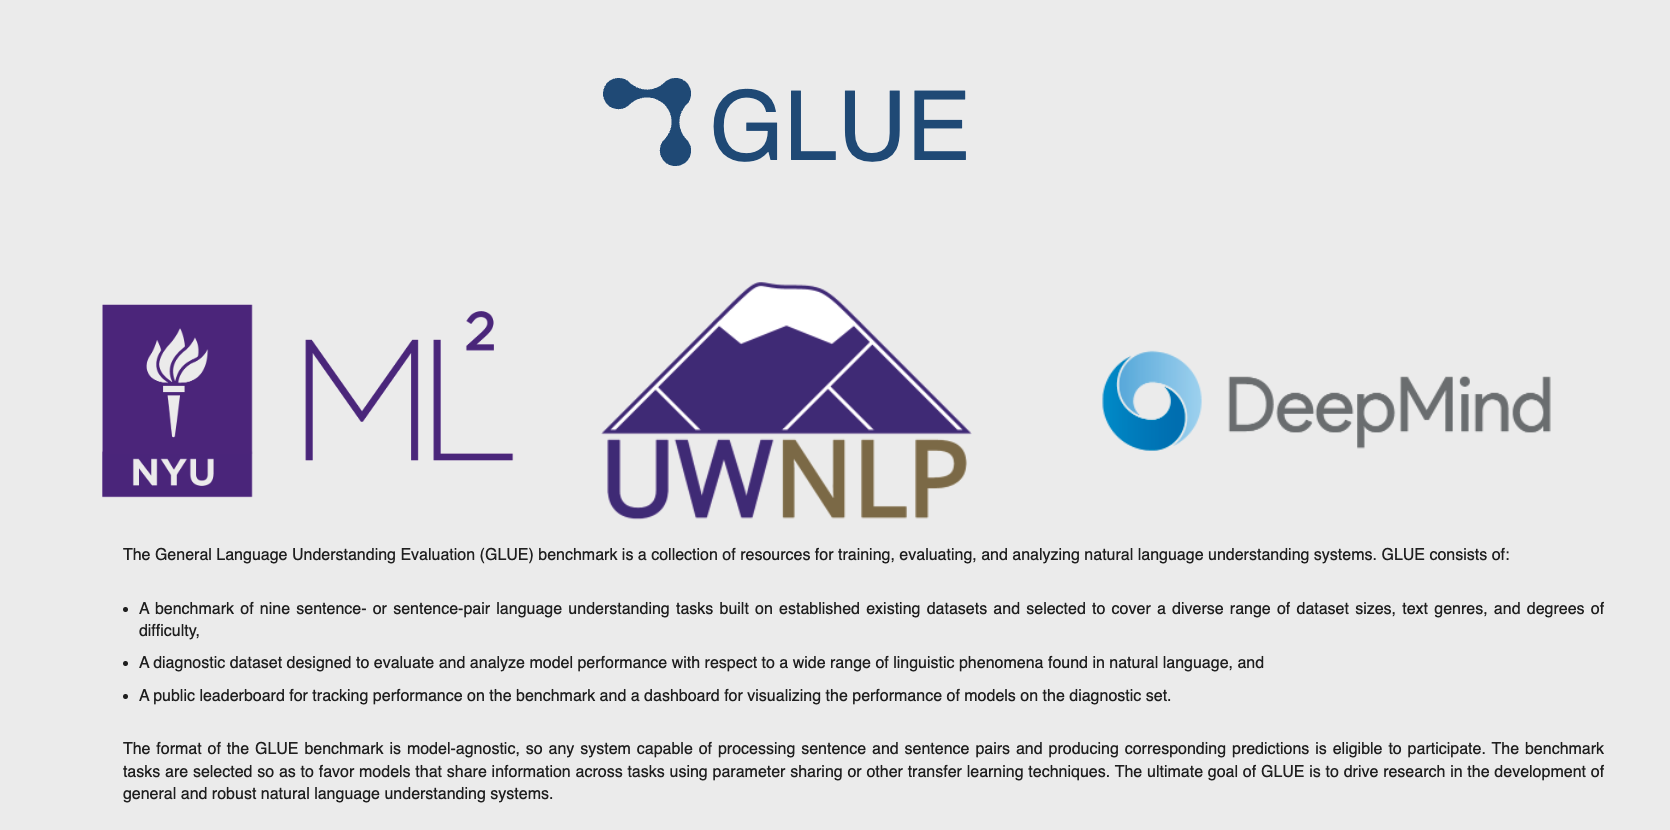 GLUE
NYU
ML²
UWNLP
DeepMind
The General Language Understanding Evaluation (GLUE) benchmark is a collection of resources for training, evaluating, and analyzing natural language understanding systems. GLUE consists of:
• A benchmark of nine sentence- or sentence-pair language understanding tasks built on established existing datasets and selected to cover a diverse range of dataset sizes, text genres, and degrees of
difficulty,
• A diagnostic dataset designed to evaluate and analyze model performance with respect to a wide range of linguistic phenomena found in natural language, and
• A public leaderboard for tracking performance on the benchmark and a dashboard for visualizing the performance of models on the diagnostic set.
The format of the GLUE benchmark is model-agnostic, so any system capable of processing sentence and sentence pairs and producing corresponding predictions is eligible to participate. The benchmark
tasks are selected so as to favor models that share information across tasks using parameter sharing or other transfer learning techniques. The ultimate goal of GLUE is to drive research in the development of
general and robust natural language understanding systems.